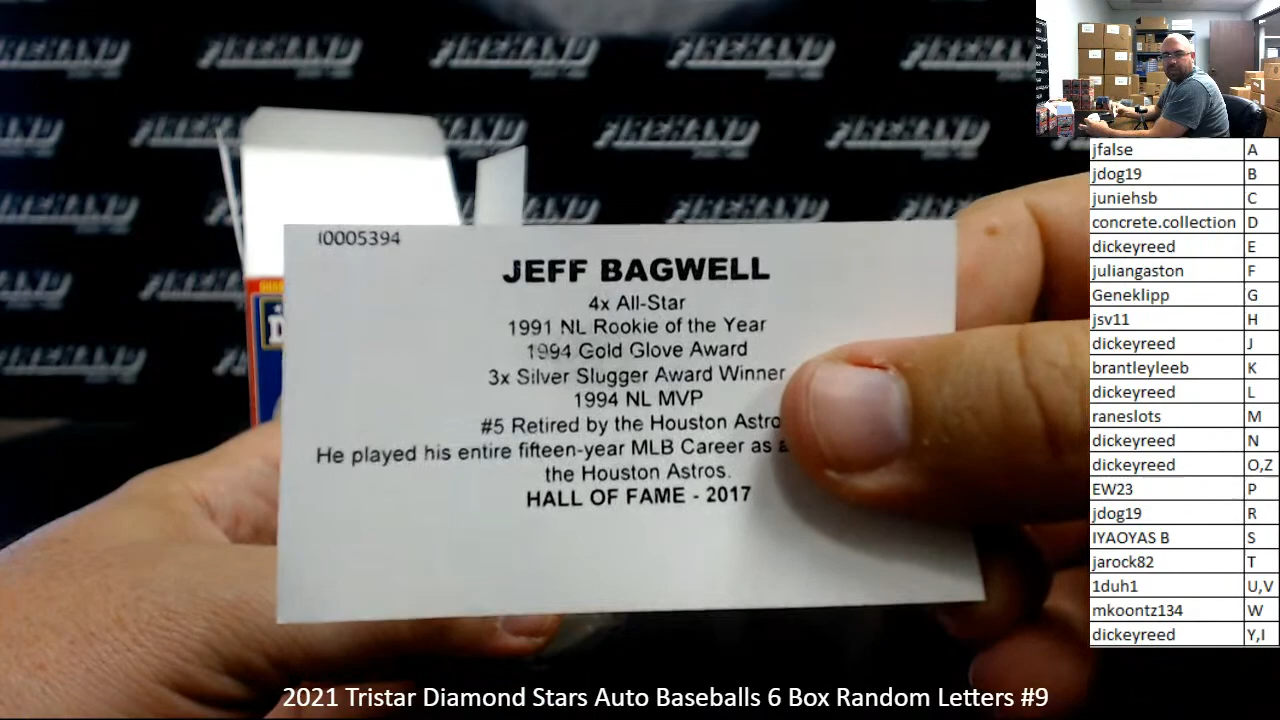 FIREHAND
I0005394
JEFF BAGWELL
4x All-Star
1991 NL Rookie of the Year
1994 Gold Glove Award
3x Silver Slugger Award Winner
1994 NL MVP
#5 Retired by the Houston Astro
He played his entire fifteen-year MLB Career as a
the Houston Astros.
HALL OF FAME - 2017
jfalse A
jdog19 B
juniehsb C
concrete.collection D
dickeyreed E
juliangaston F
Geneklipp G
jsv11 H
dickeyreed J
brantleyleeb K
dickeyreed L
raneslots M
dickeyreed N
dickeyreed O,Z
EW23 P
jdog19 R
IYAOYAS B S
jarock82 T
1duh1 U,V
mkoontz134 W
dickeyreed Y,I
2021 Tristar Diamond Stars Auto Baseballs 6 Box Random Letters #9